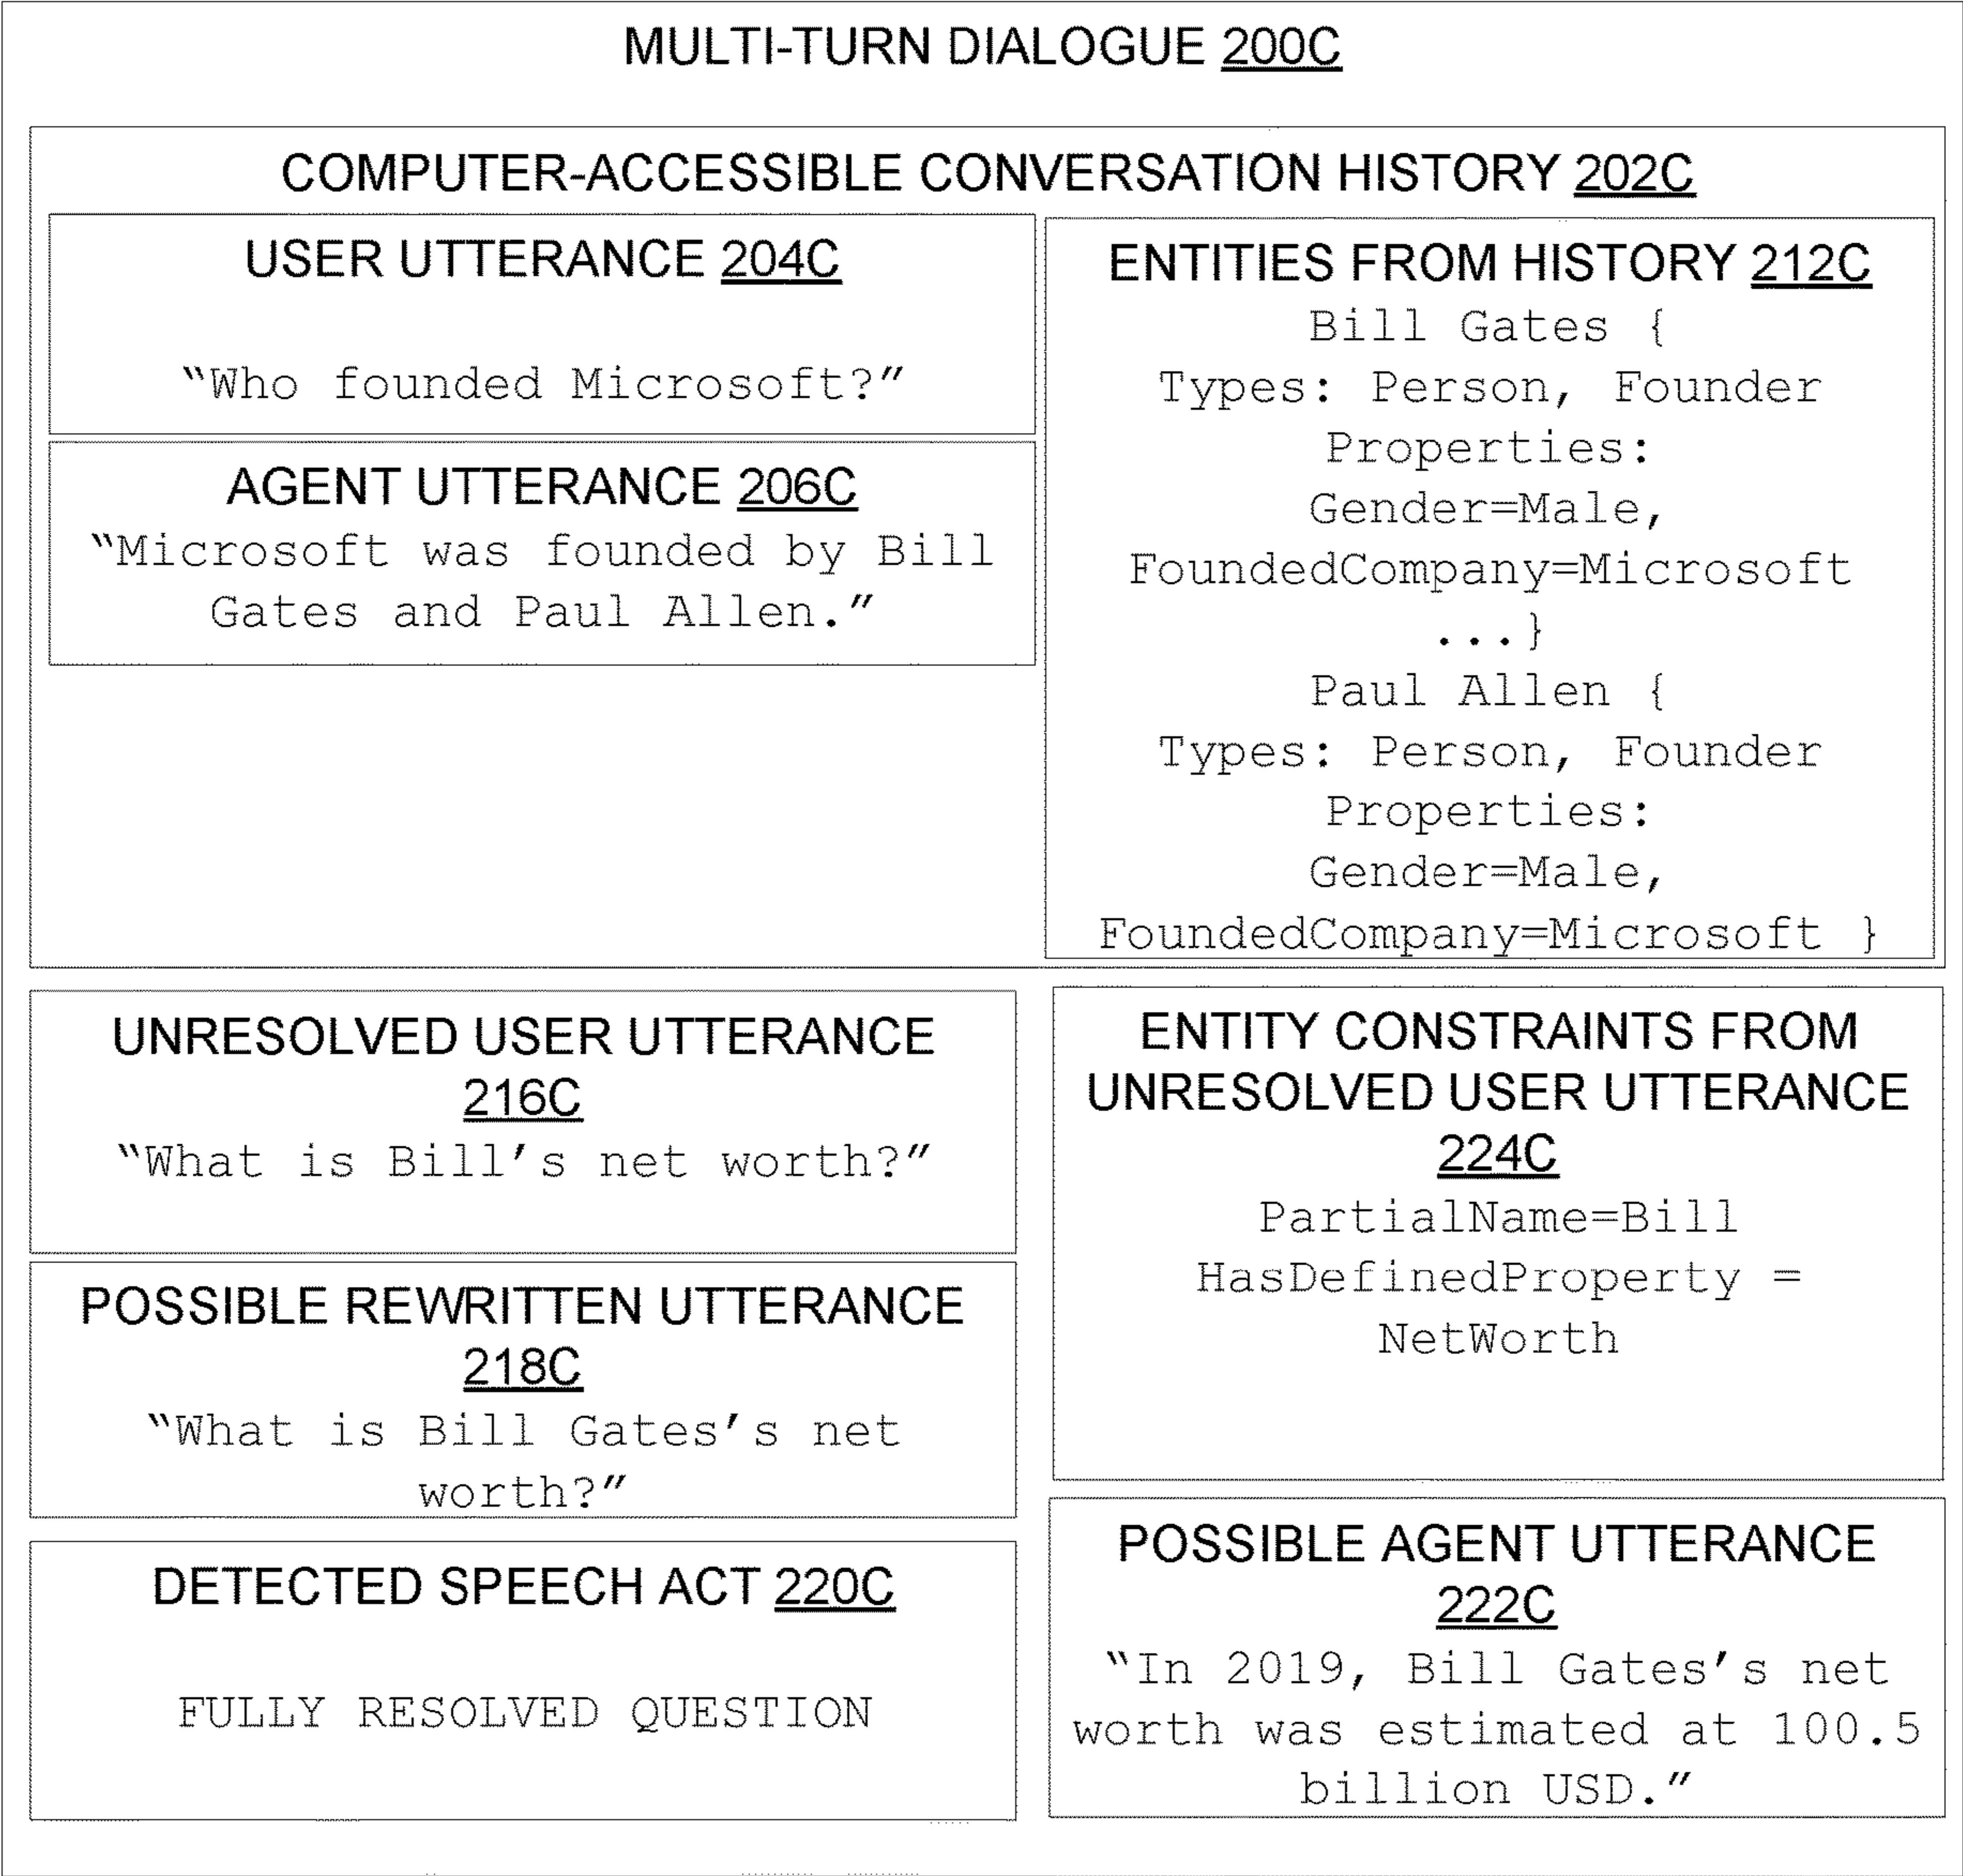 MULTI-TURN DIALOGUE 200C
COMPUTER-ACCESSIBLE CONVERSATION HISTORY 202C
USER UTTERANCE 204C
“Who founded Microsoft?”
AGENT UTTERANCE 206C
“Microsoft was founded by Bill
Gates and Paul Allen.”
ENTITIES FROM HISTORY 212C
Bill Gates {
Types: Person, Founder
Properties:
Gender=Male,
FoundedCompany=Microsoft
...}
Paul Allen {
Types: Person, Founder
Properties:
Gender=Male,
FoundedCompany=Microsoft }
UNRESOLVED USER UTTERANCE
216C
“What is Bill’s net worth?”
POSSIBLE REWRITTEN UTTERANCE
218C
“What is Bill Gates’s net
worth?”
DETECTED SPEECH ACT 220C
FULLY RESOLVED QUESTION
ENTITY CONSTRAINTS FROM
UNRESOLVED USER UTTERANCE
224C
PartialName=Bill
HasDefinedProperty =
NetWorth
POSSIBLE AGENT UTTERANCE
222C
“In 2019, Bill Gates’s net
worth was estimated at 100.5
billion USD.”